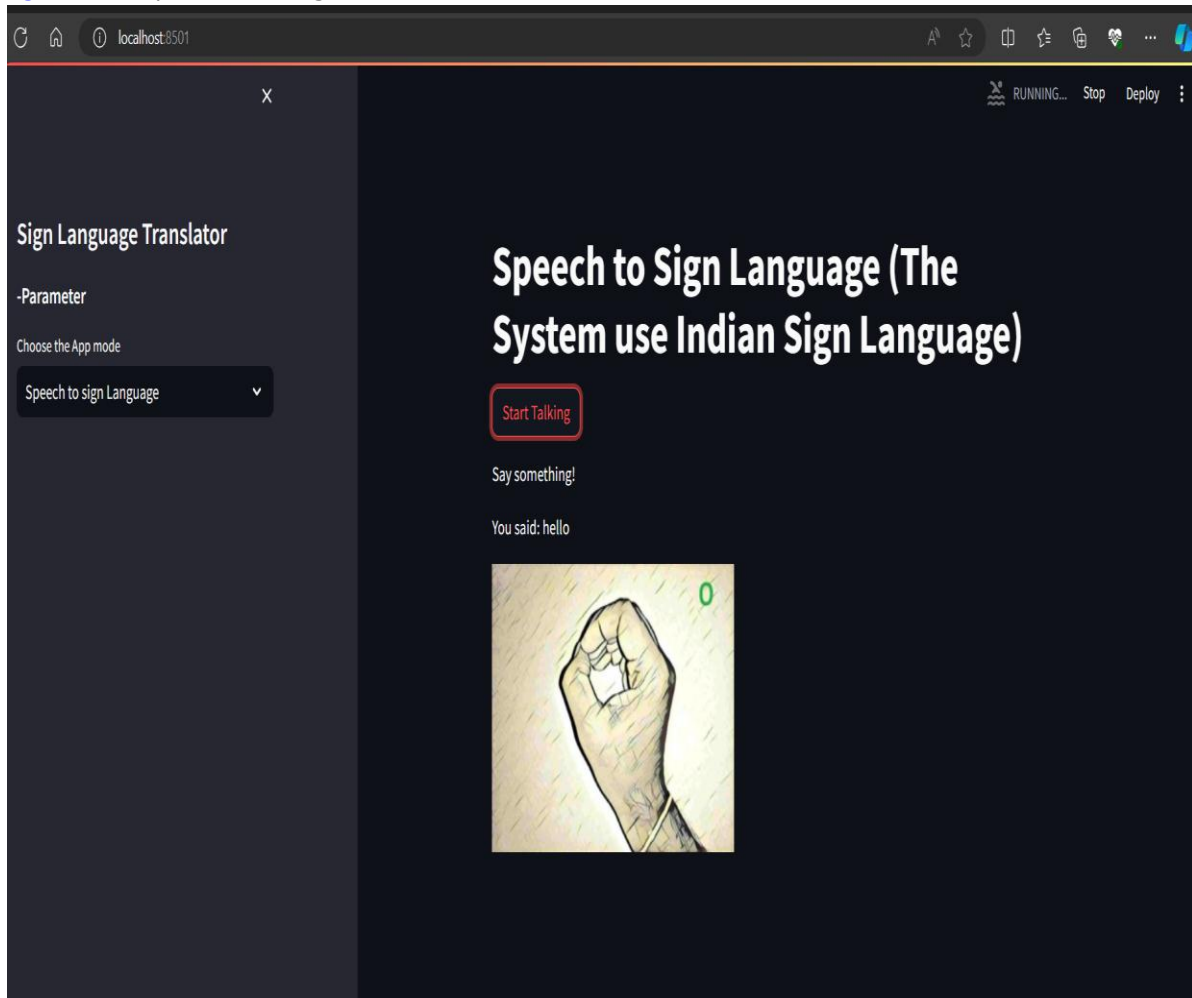 localhost:8501
X
RUNNING... Stop Deploy
Sign Language Translator
-Parameter
Choose the App mode
Speech to sign Language
Speech to Sign Language (The
System use Indian Sign Language)
Start Talking
Say something!
You said: hello
O